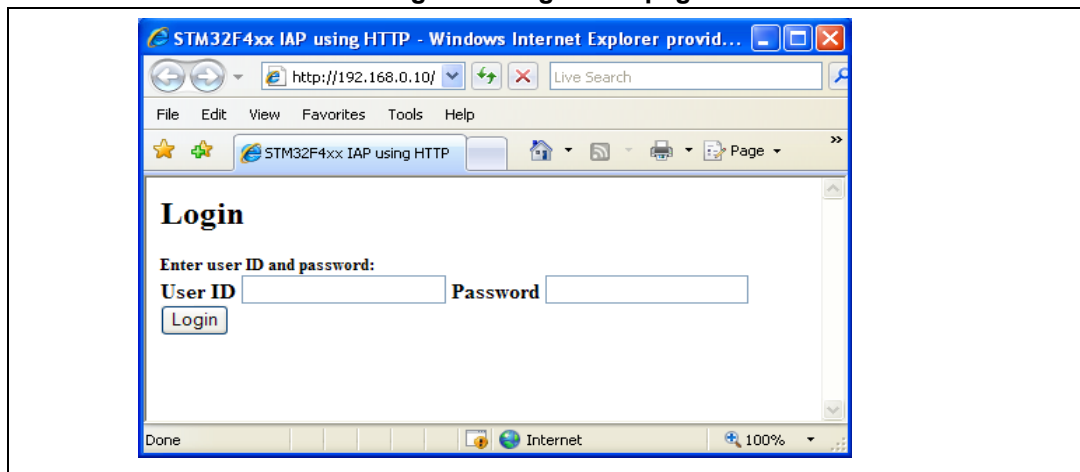 STM32F4xx IAP using HTTP - Windows Internet Explorer provid...
http://192.168.0.10/ Live Search
File Edit View Favorites Tools Help
STM32F4xx IAP using HTTP Page
Login
Enter user ID and password:
User ID Password
Login
Done Internet 100%